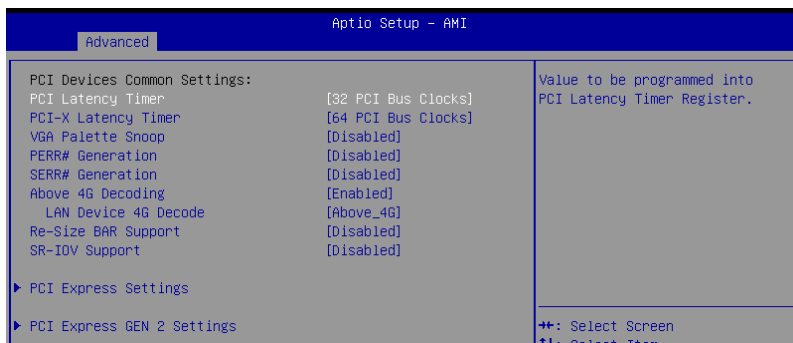 Aptio Setup – AMI
Advanced
PCI Devices Common Settings:
PCI Latency Timer [32 PCI Bus Clocks]
PCI-X Latency Timer [64 PCI Bus Clocks]
VGA Palette Snoop [Disabled]
PERR# Generation [Disabled]
SERR# Generation [Disabled]
Above 4G Decoding [Enabled]
LAN Device 4G Decode [Above_4G]
Re-Size BAR Support [Disabled]
SR-IOV Support [Disabled]
PCI Express Settings
PCI Express GEN 2 Settings
Value to be programmed into
PCI Latency Timer Register.
→←: Select Screen
↑↓: Select Item